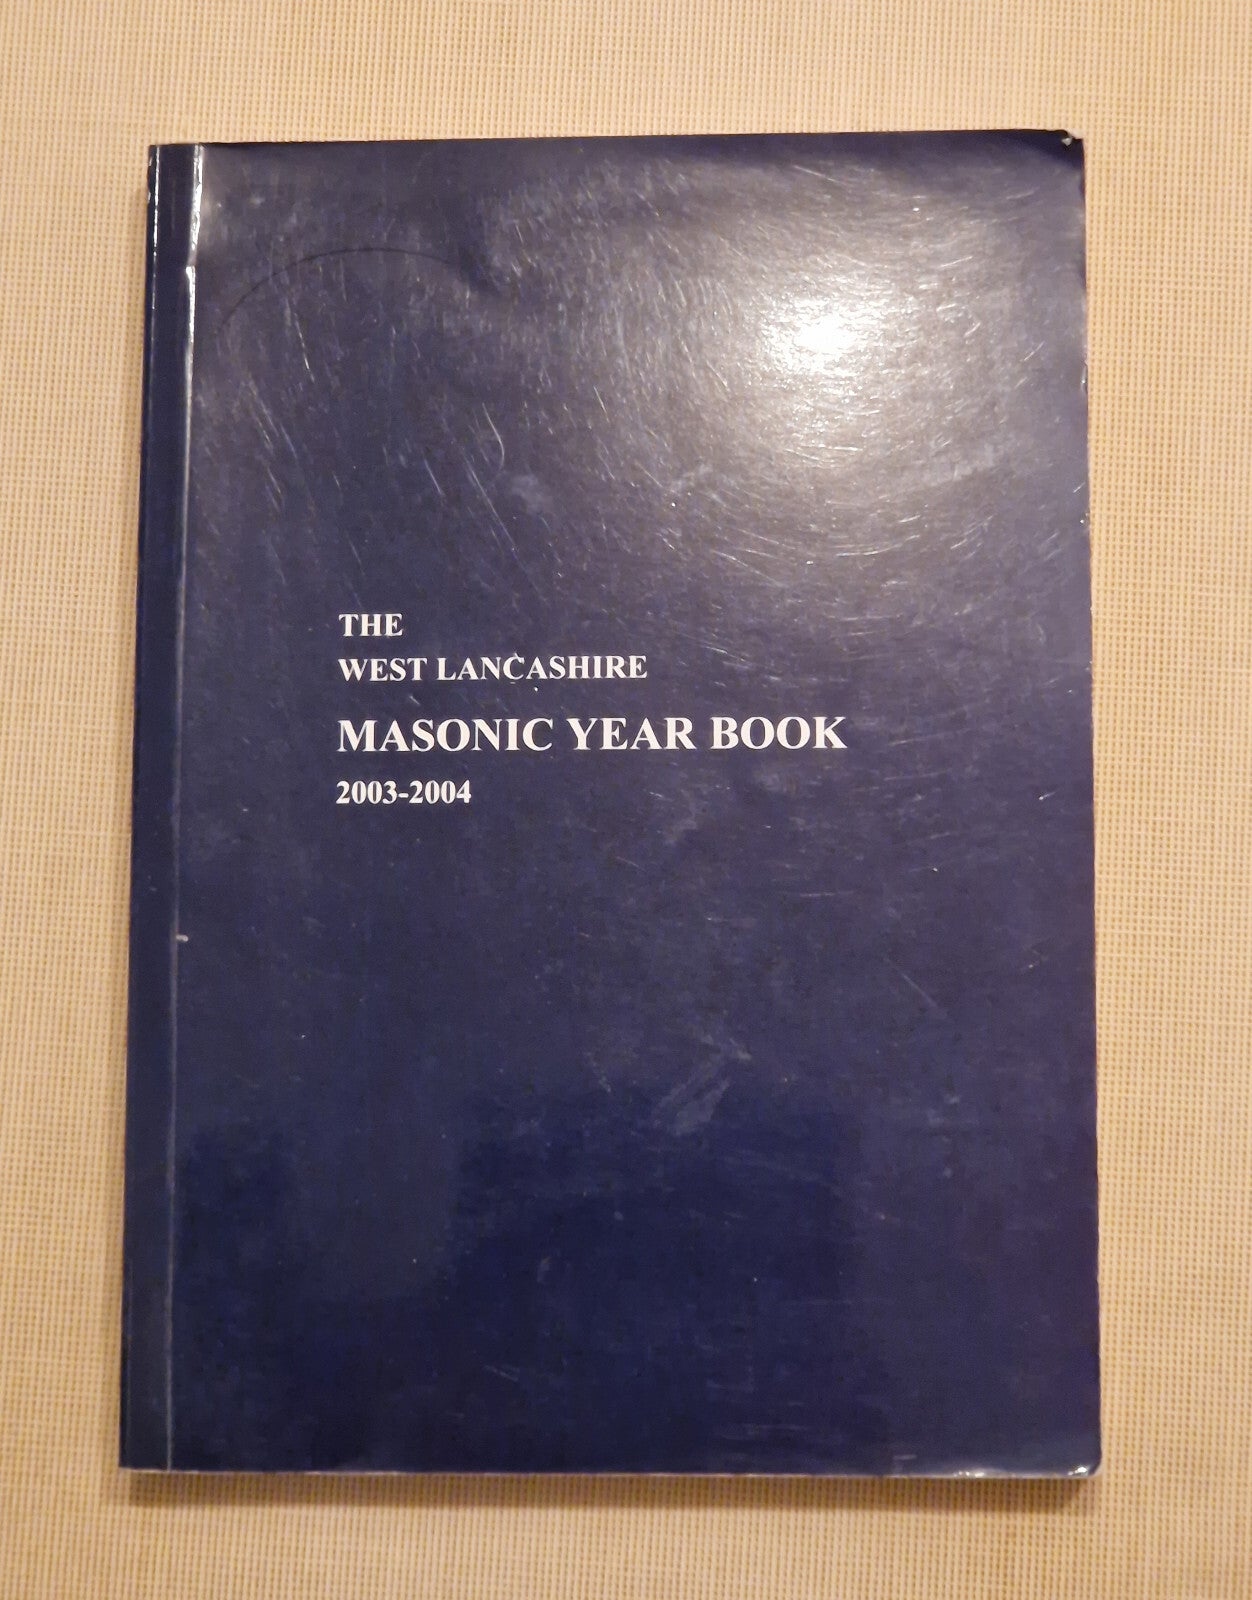 THE
WEST LANCASHIRE
MASONIC YEAR BOOK
2003-2004